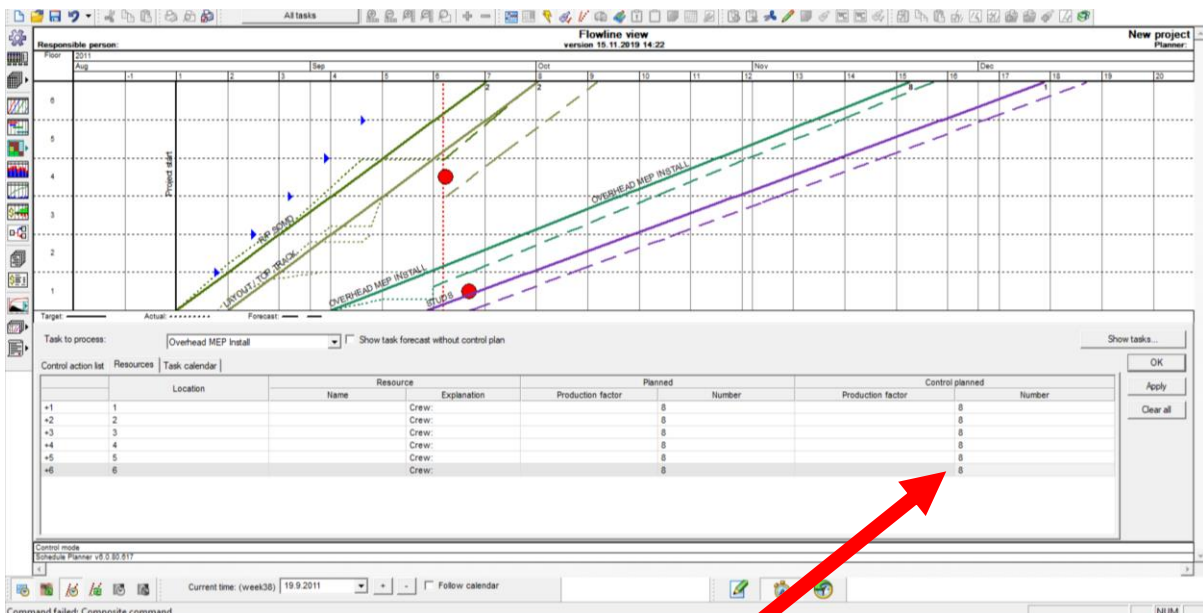 All tasks
Flowline view
version 15.11.2019 14:22
New project
Planner:
Responsible person:
Floor 2011
Aug Sep Oct Nov Dec
-1 1 2 3 4 5 6 7 8 9 10 11 12 13 14 15 16 17 18 19 20
2 2 8 1
6
5
4
3
2
1
Project start
LAYOUT / TOP TRACK
OVERHEAD MEP INSTALL
OVERHEAD MEP INSTALL
STUDS
Target: Actual: Forecast:
Task to process: Overhead MEP Install Show task forecast without control plan Show tasks...
Control action list Resources Task calendar OK
Location Resource Planned Control planned Apply
Name Explanation Production factor Number Production factor Number
+1 1 Crew: 8 8 Clear all
+2 2 Crew: 8 8
+3 3 Crew: 8 8
+4 4 Crew: 8 8
+5 5 Crew: 8 8
+6 6 Crew: 8 8
Control mode
Schedule Planner v6.0.80.617
Current time: (week38) 19.9.2011 + - Follow calendar
Command failed: Composite command NUM